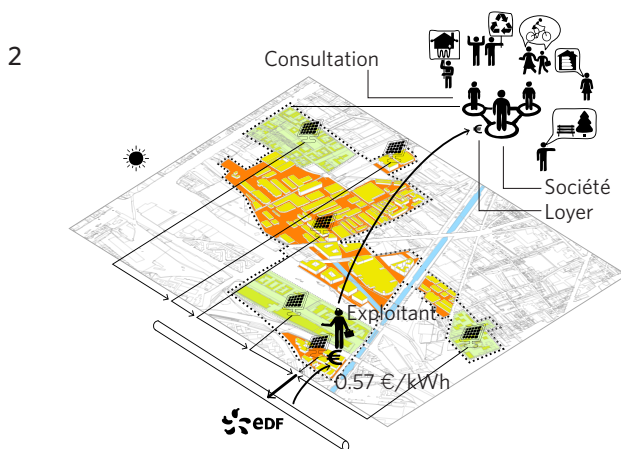 2
Consultation
Société
Loyer
€
Exploitant
€
0.57 €/kWh
eDF